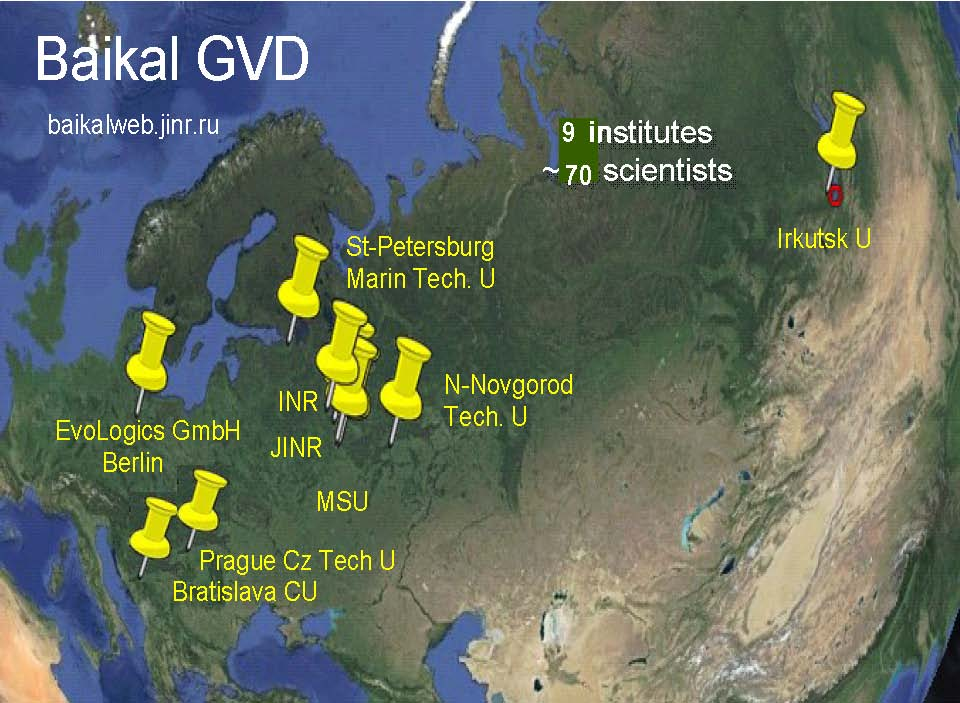 Baikal GVD
baikalweb.jinr.ru
9 institutes
~ 70 scientists
Irkutsk U
St-Petersburg
Marin Tech. U
N-Novgorod
Tech. U
INR
JINR
EvoLogics GmbH
Berlin
MSU
Prague Cz Tech U
Bratislava CU